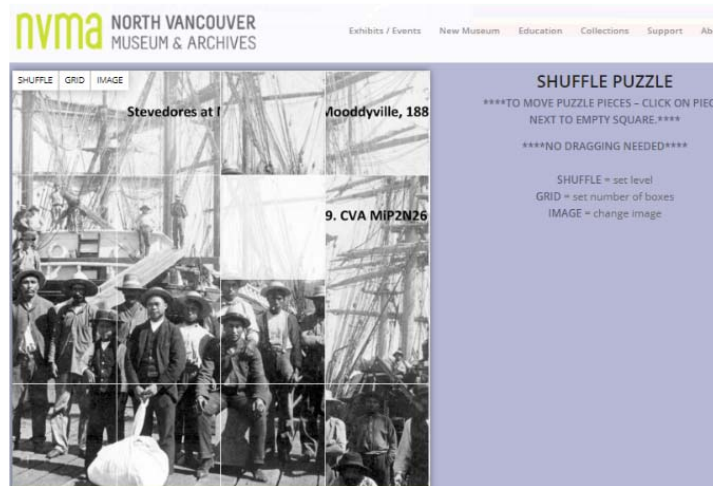 nvma NORTH VANCOUVER
MUSEUM & ARCHIVES
Exhibits / Events New Museum Education Collections Support Ab
SHUFFLE GRID IMAGE
Stevedores at M
Mooddyville, 188
9. CVA MiP2N26
SHUFFLE PUZZLE
****TO MOVE PUZZLE PIECES – CLICK ON PIEC
NEXT TO EMPTY SQUARE.****
****NO DRAGGING NEEDED****
SHUFFLE = set level
GRID = set number of boxes
IMAGE = change image